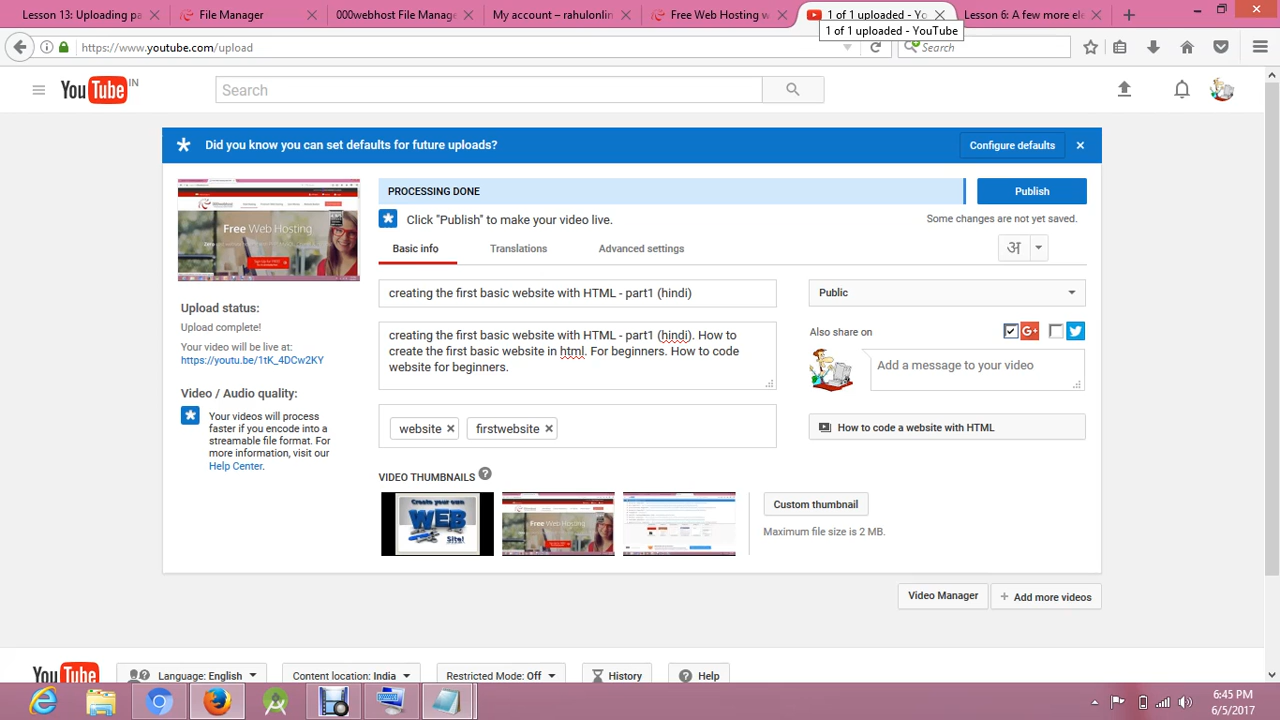 Lesson 13: Uploading pa
File Manager
000webhost File Manage
My account – rahulonlin
Free Web Hosting w
1 of 1 uploaded - Yo
Lesson 6: A few more ele
1 of 1 uploaded - YouTube
https://www.youtube.com/upload
Search
YouTube IN
Search
Did you know you can set defaults for future uploads?
Configure defaults
PROCESSING DONE
Publish
Click "Publish" to make your video live.
Some changes are not yet saved.
Basic info
Translations
Advanced settings
अ
Free Web Hosting
creating the first basic website with HTML - part1 (hindi)
Public
Upload status:
Upload complete!
Your video will be live at:
https://youtu.be/1tK_4DCw2KY
creating the first basic website with HTML - part1 (hindi). How to
create the first basic website in html. For beginners. How to code
website for beginners.
Also share on
G+
Add a message to your video
Video / Audio quality:
Your videos will process
faster if you encode into a
streamable file format. For
more information, visit our
Help Center.
website
firstwebsite
How to code a website with HTML
VIDEO THUMBNAILS ?
Create your own
WEB
Site!
Free Web Hosting
Custom thumbnail
Maximum file size is 2 MB.
Video Manager
+ Add more videos
YouTube
Language: English
Content location: India
Restricted Mode: Off
History
Help
6:45 PM
6/5/2017